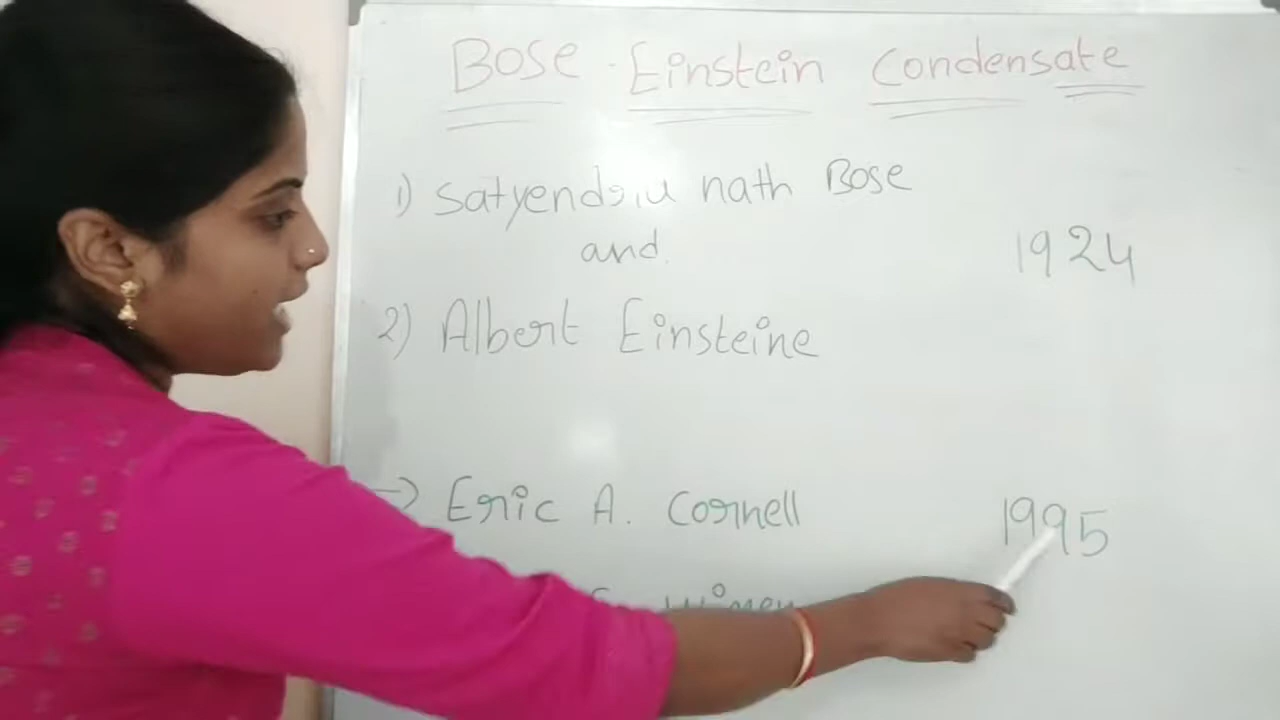 Bose - Einstein Condensate
1) Satyendra nath Bose
and
1924
2) Albert Einsteine
→ Eric A. Cornell 1995